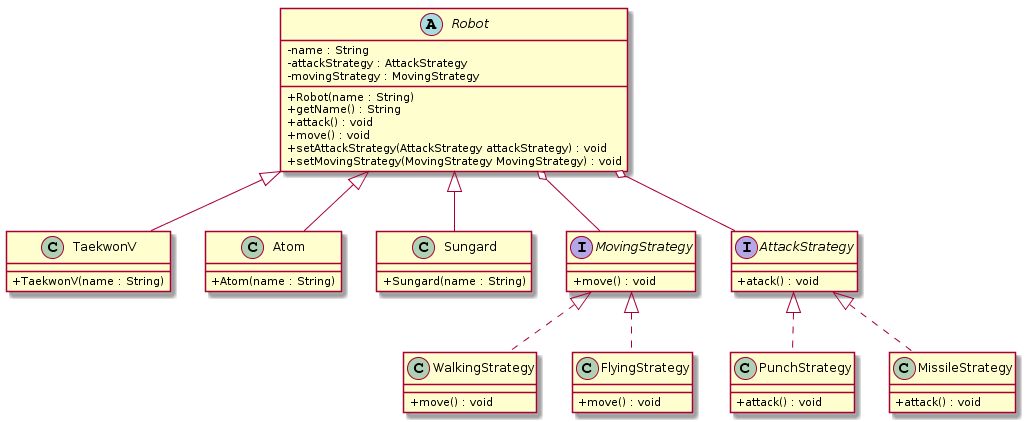 A Robot
-name : String
-attackStrategy : AttackStrategy
-movingStrategy : MovingStrategy
+Robot(name : String)
+getName() : String
+attack() : void
+move() : void
+setAttackStrategy(AttackStrategy attackStrategy) : void
+setMovingStrategy(MovingStrategy MovingStrategy) : void
C TaekwonV
+TaekwonV(name : String)
C Atom
+Atom(name : String)
C Sungard
+Sungard(name : String)
I MovingStrategy
+move() : void
I AttackStrategy
+atack() : void
C WalkingStrategy
+move() : void
C FlyingStrategy
+move() : void
C PunchStrategy
+attack() : void
C MissileStrategy
+attack() : void